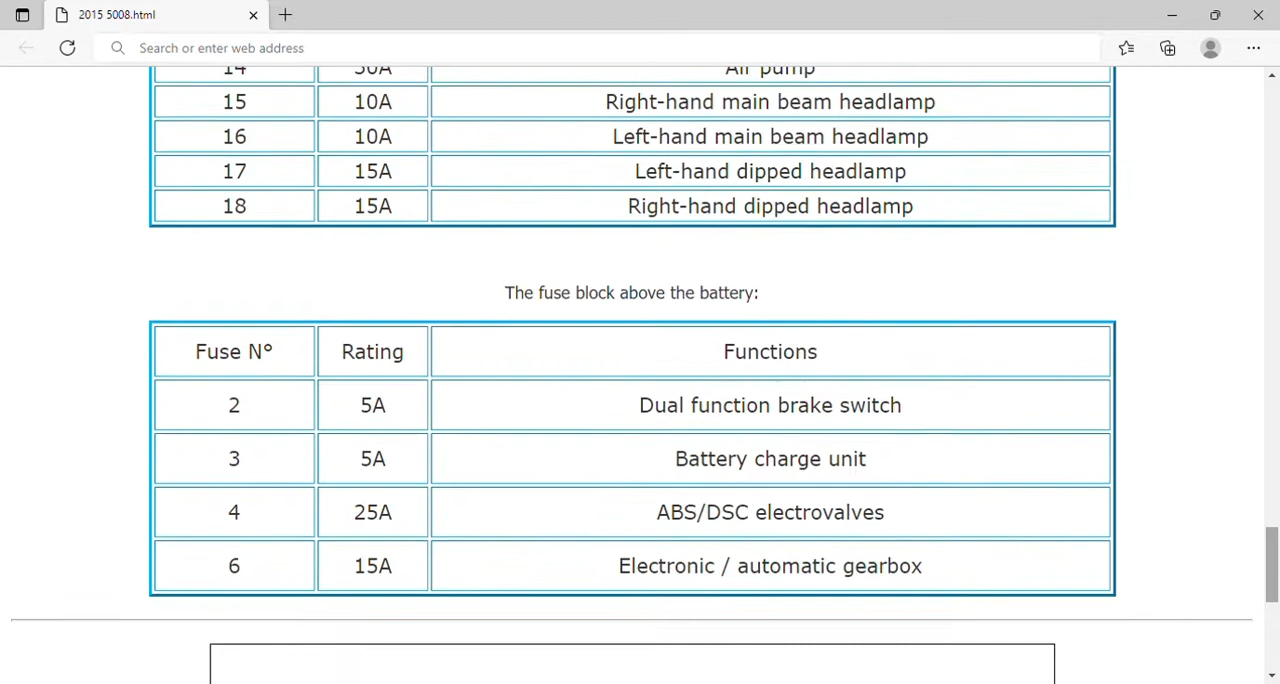 2015 5008.html
Search or enter web address
14 30A Air pump
15 10A Right-hand main beam headlamp
16 10A Left-hand main beam headlamp
17 15A Left-hand dipped headlamp
18 15A Right-hand dipped headlamp
The fuse block above the battery:
Fuse N° Rating Functions
2 5A Dual function brake switch
3 5A Battery charge unit
4 25A ABS/DSC electrovalves
6 15A Electronic / automatic gearbox